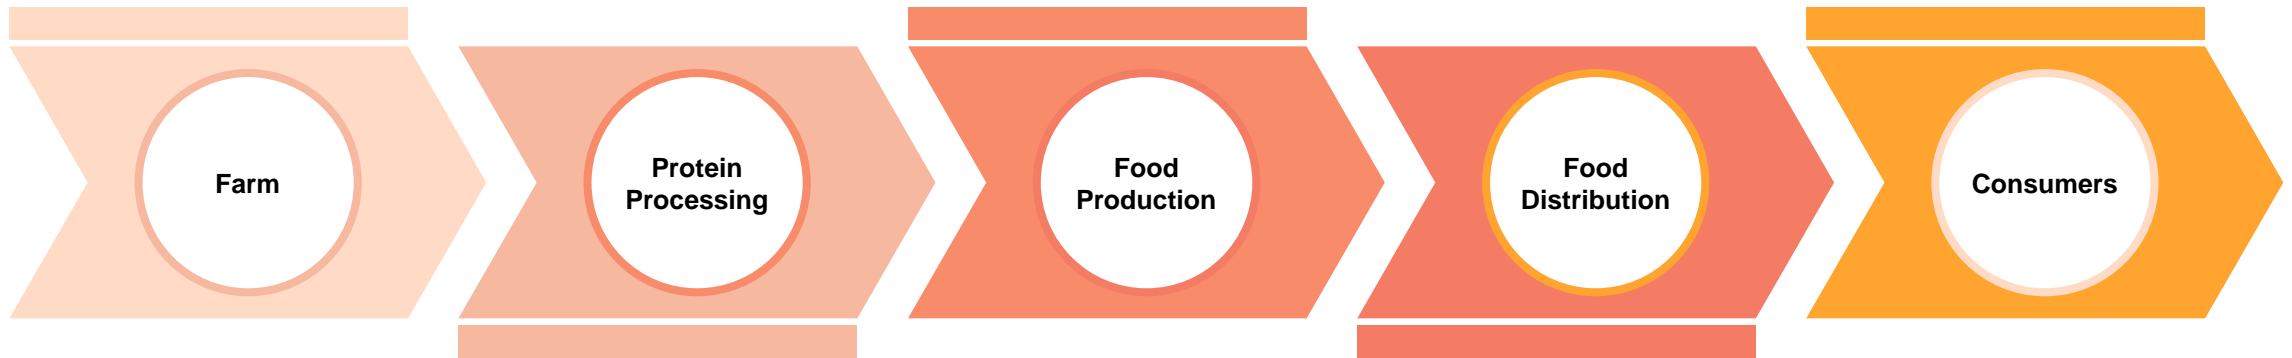 Farm
Protein
Processing
Food
Production
Food
Distribution
Consumers